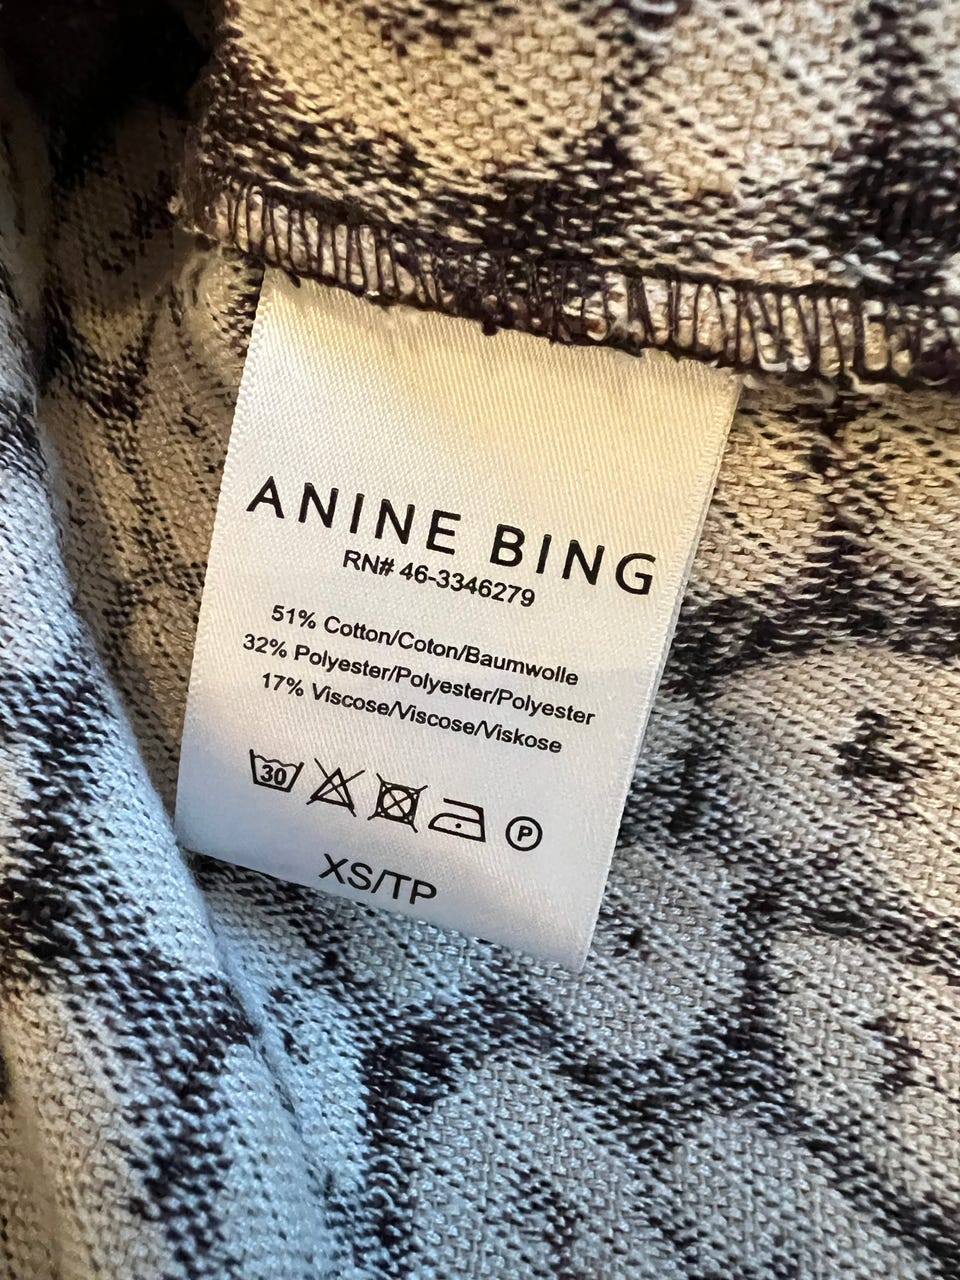 ANINE BING
RN# 46-3346279
51% Cotton/Coton/Baumwolle
32% Polyester/Polyester/Polyester
17% Viscose/Viscose/Viskose
30 P
XS/TP